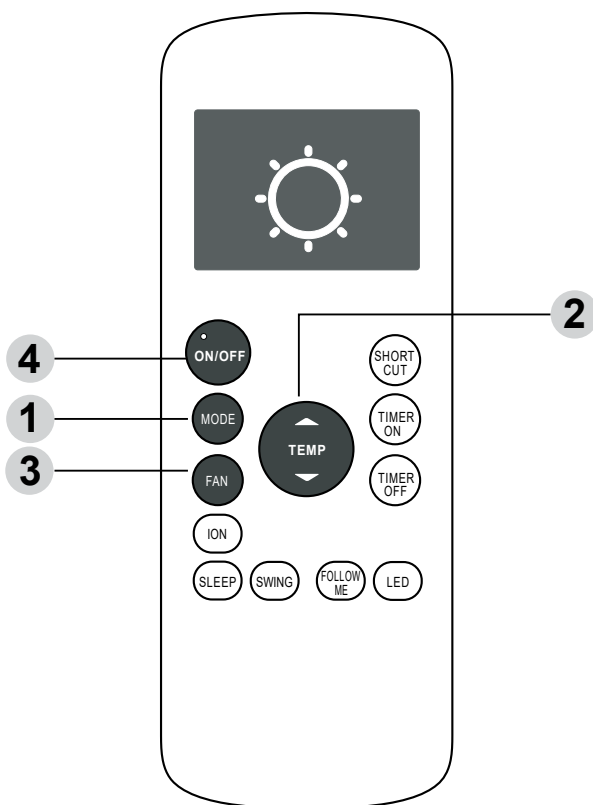 2
4
ON/OFF
SHORT
CUT
1
MODE
TEMP
TIMER
ON
3
FAN
TIMER
OFF
ION
SLEEP
SWING
FOLLOW
ME
LED